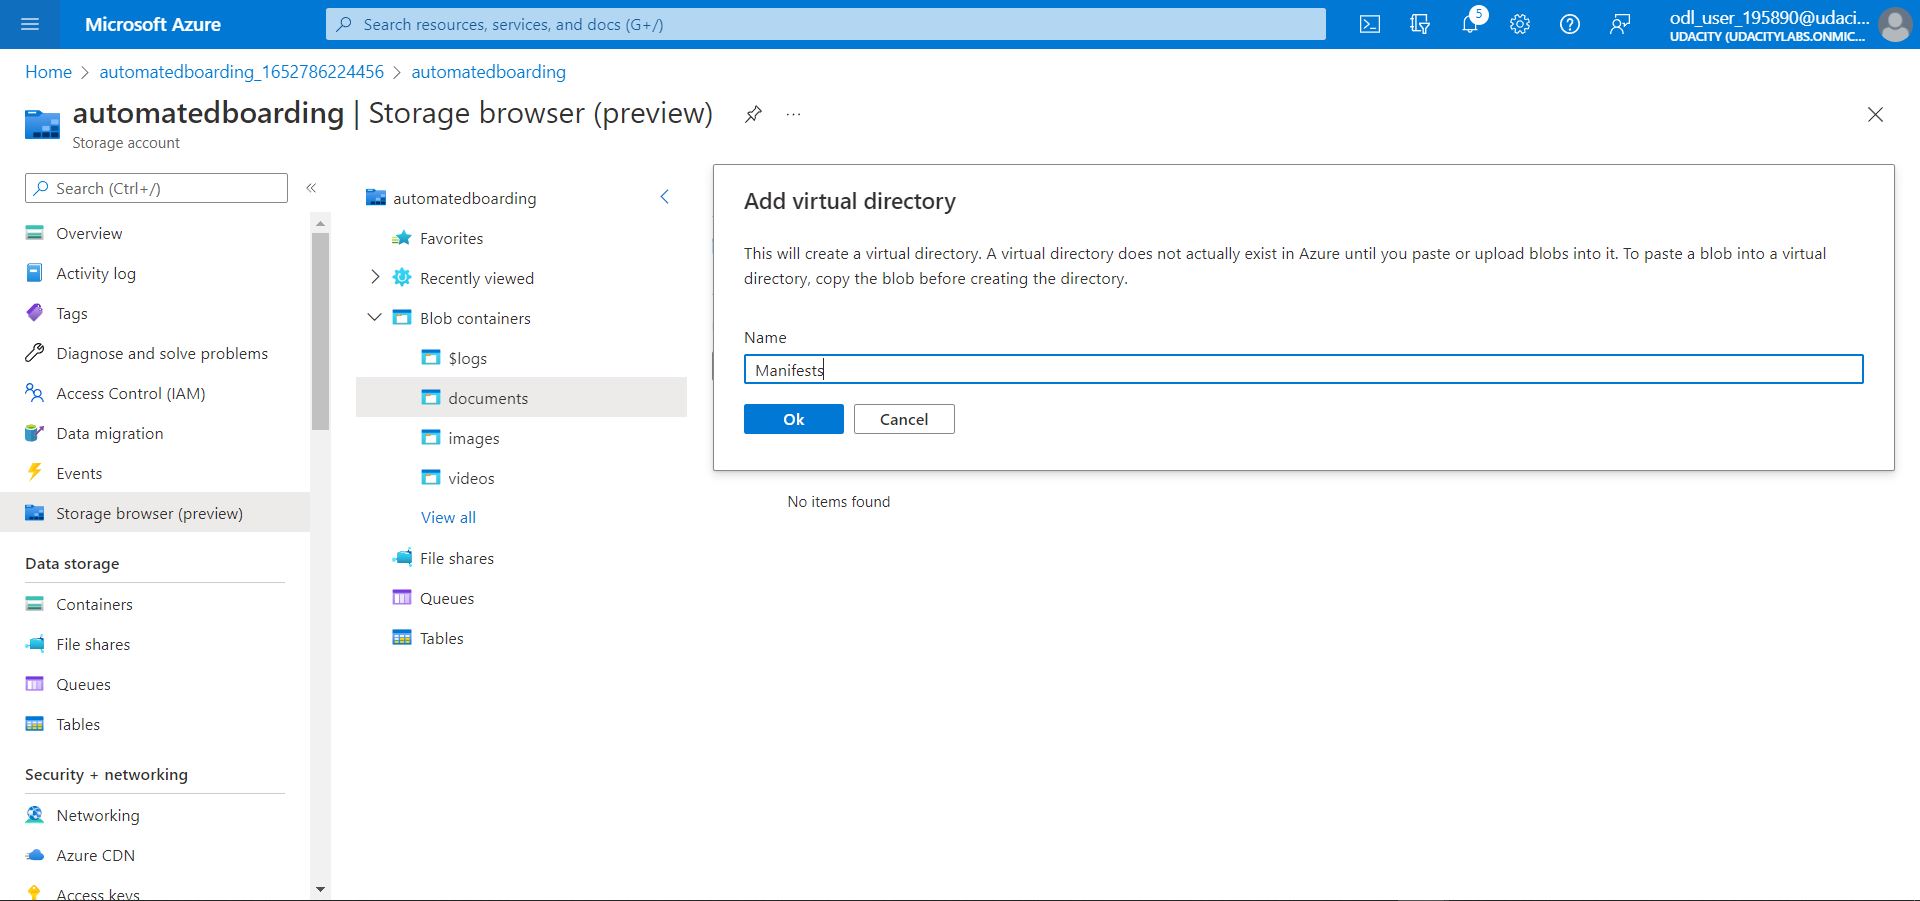 Microsoft Azure
Search resources, services, and docs (G+/)
5
odl_user_195890@udaci...
UDACITY (UDACITYLABS.ONMIC...
Home > automatedboarding_1652786224456 > automatedboarding
automatedboarding | Storage browser (preview) ...
Storage account
Search (Ctrl+/)
«
Overview
Activity log
Tags
Diagnose and solve problems
Access Control (IAM)
Data migration
Events
Storage browser (preview)
Data storage
Containers
File shares
Queues
Tables
Security + networking
Networking
Azure CDN
Access keys
automatedboarding
Favorites
Recently viewed
Blob containers
$logs
documents
images
videos
View all
File shares
Queues
Tables
Add virtual directory
This will create a virtual directory. A virtual directory does not actually exist in Azure until you paste or upload blobs into it. To paste a blob into a virtual
directory, copy the blob before creating the directory.
Name
Manifests
Ok Cancel
No items found